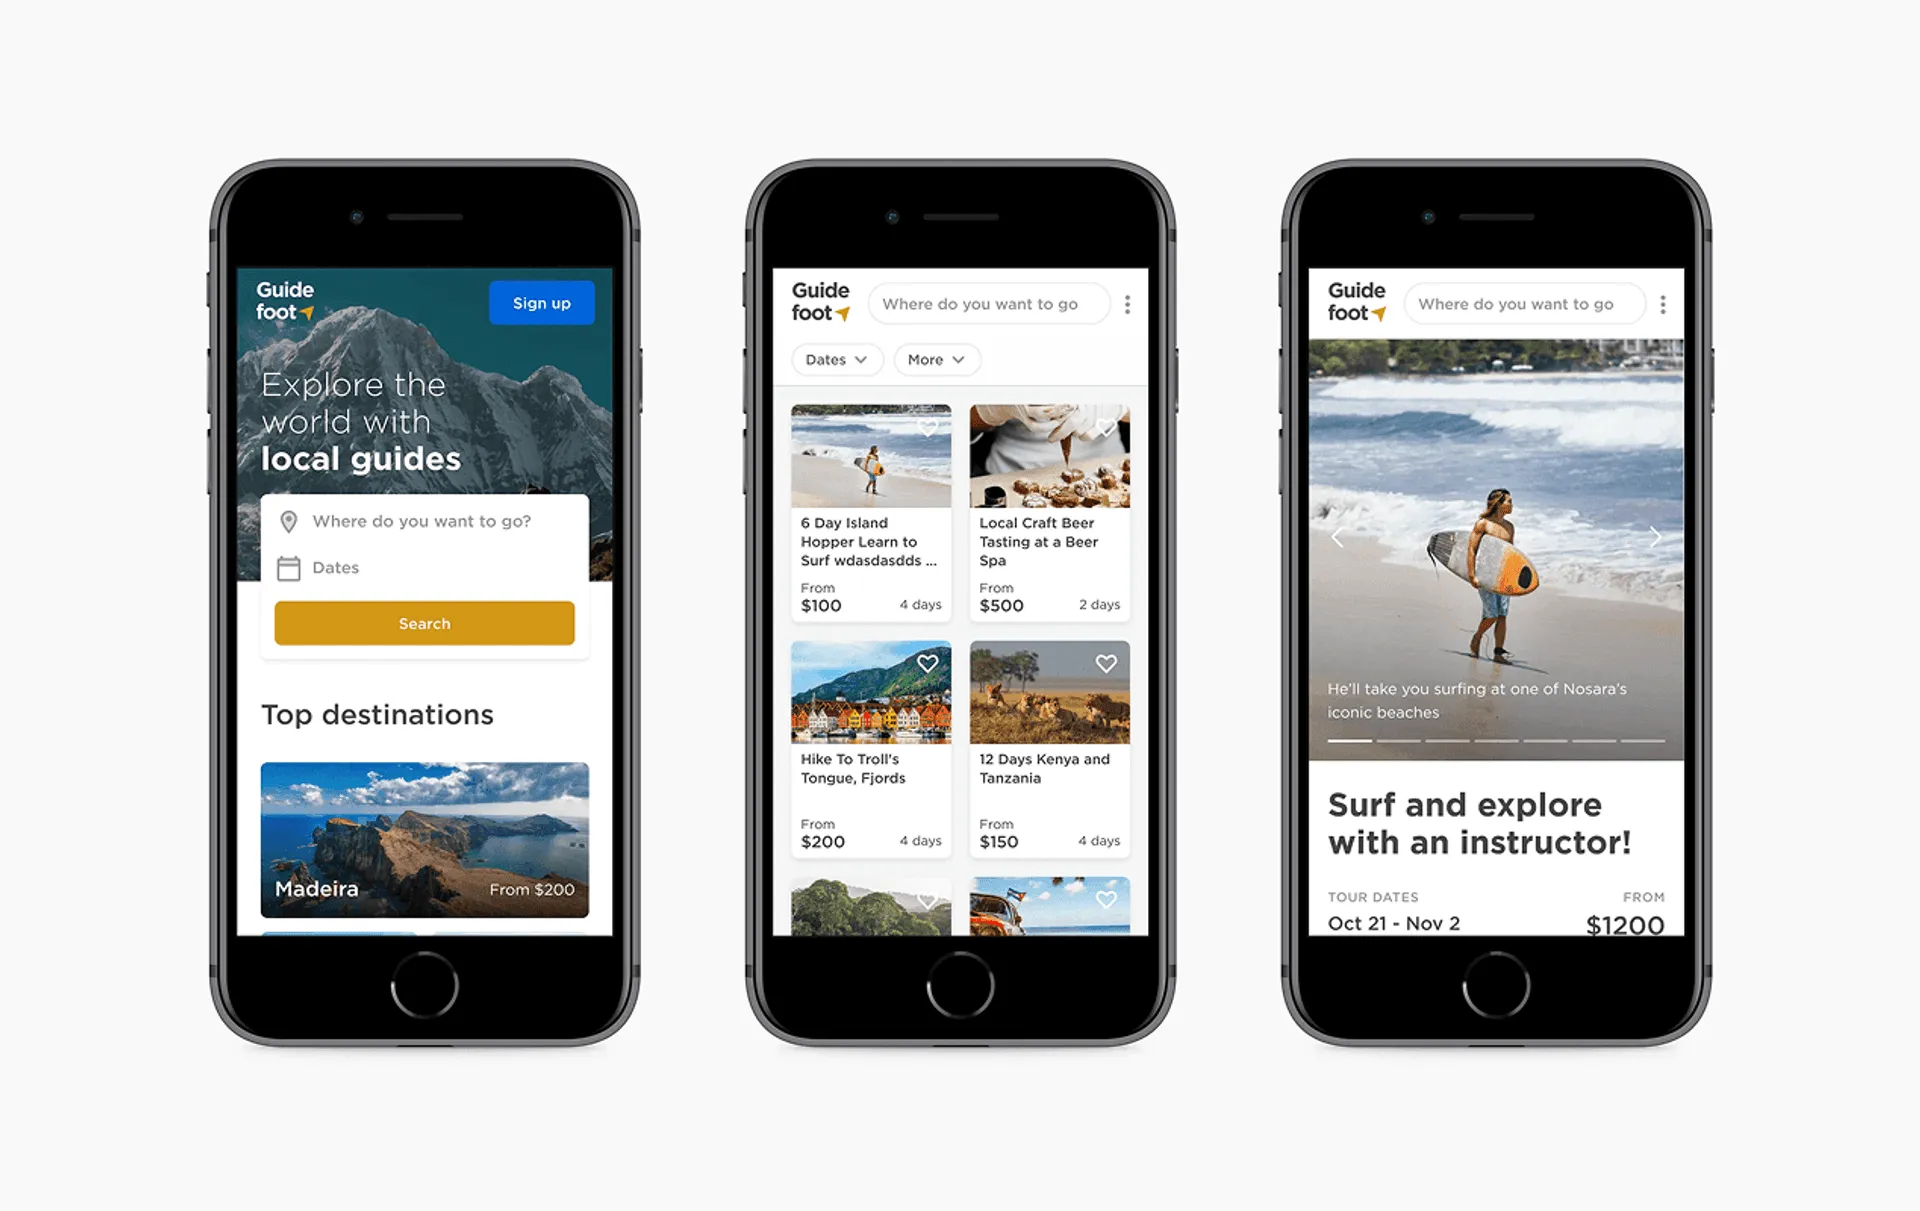 Guide
foot
Sign up
Explore the
world with
local guides
Where do you want to go?
Dates
Search
Top destinations
Madeira
From $200
Guide
foot
Where do you want to go
Dates
More
6 Day Island
Hopper Learn to
Surf wdasdasdds ...
From
$100
4 days
Local Craft Beer
Tasting at a Beer
Spa
From
$500
2 days
Hike To Troll's
Tongue, Fjords
From
$200
4 days
12 Days Kenya and
Tanzania
From
$150
4 days
Guide
foot
Where do you want to go
He'll take you surfing at one of Nosara's
iconic beaches
Surf and explore
with an instructor!
TOUR DATES
FROM
Oct 21 - Nov 2
$1200